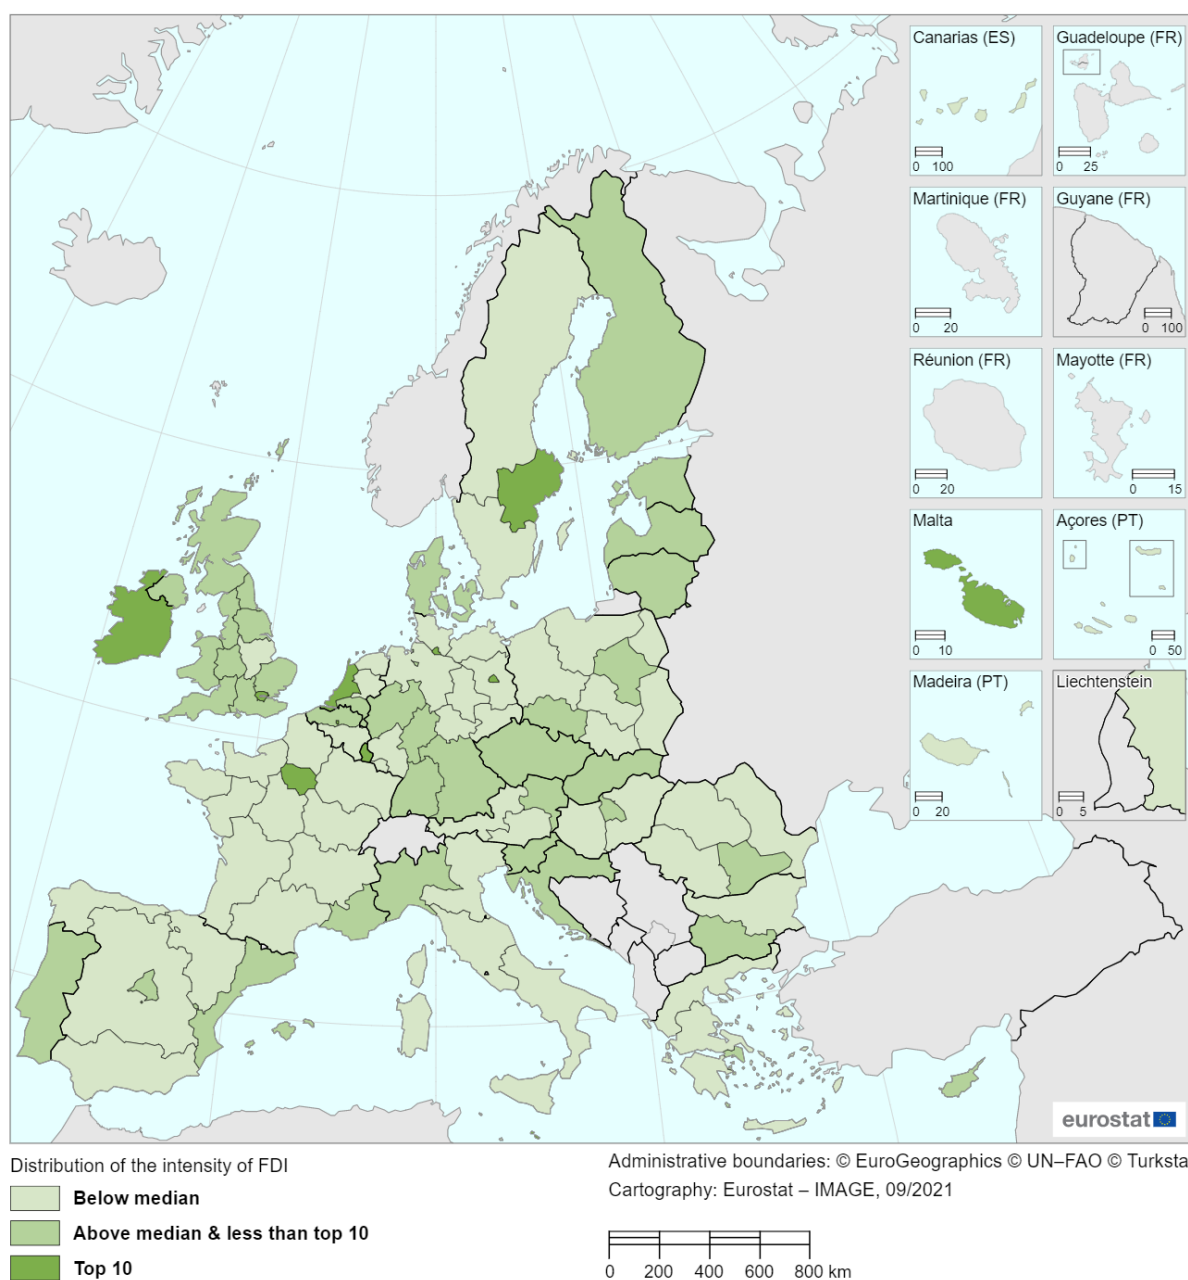 Canarias (ES)
0 100
Guadeloupe (FR)
0 25
Martinique (FR)
0 20
Guyane (FR)
0 100
Réunion (FR)
0 20
Mayotte (FR)
0 15
Malta
0 10
Açores (PT)
0 50
Madeira (PT)
0 20
Liechtenstein
0 5
eurostat
Distribution of the intensity of FDI
Below median
Above median & less than top 10
Top 10
Administrative boundaries: © EuroGeographics © UN–FAO © Turksta
Cartography: Eurostat – IMAGE, 09/2021
0 200 400 600 800 km